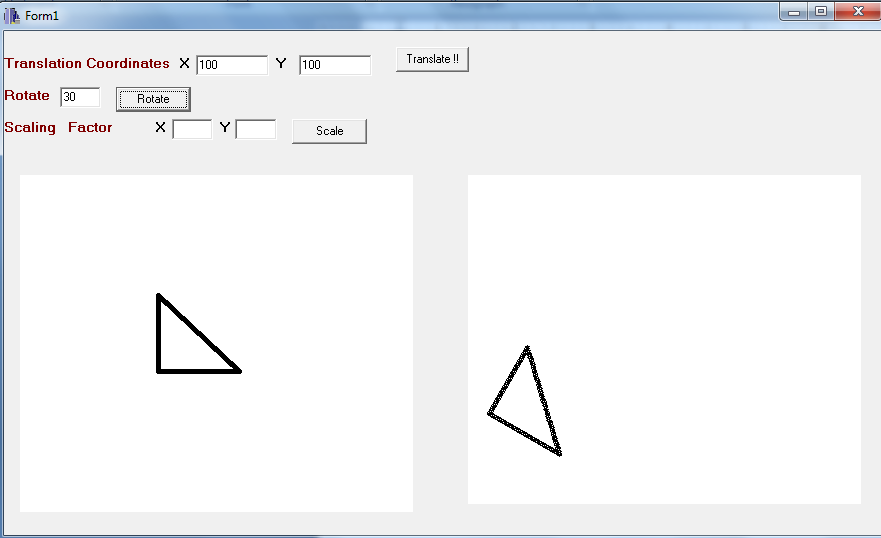 Form1
Translation Coordinates X 100 Y 100 Translate !!
Rotate 30 Rotate
Scaling Factor X Y Scale